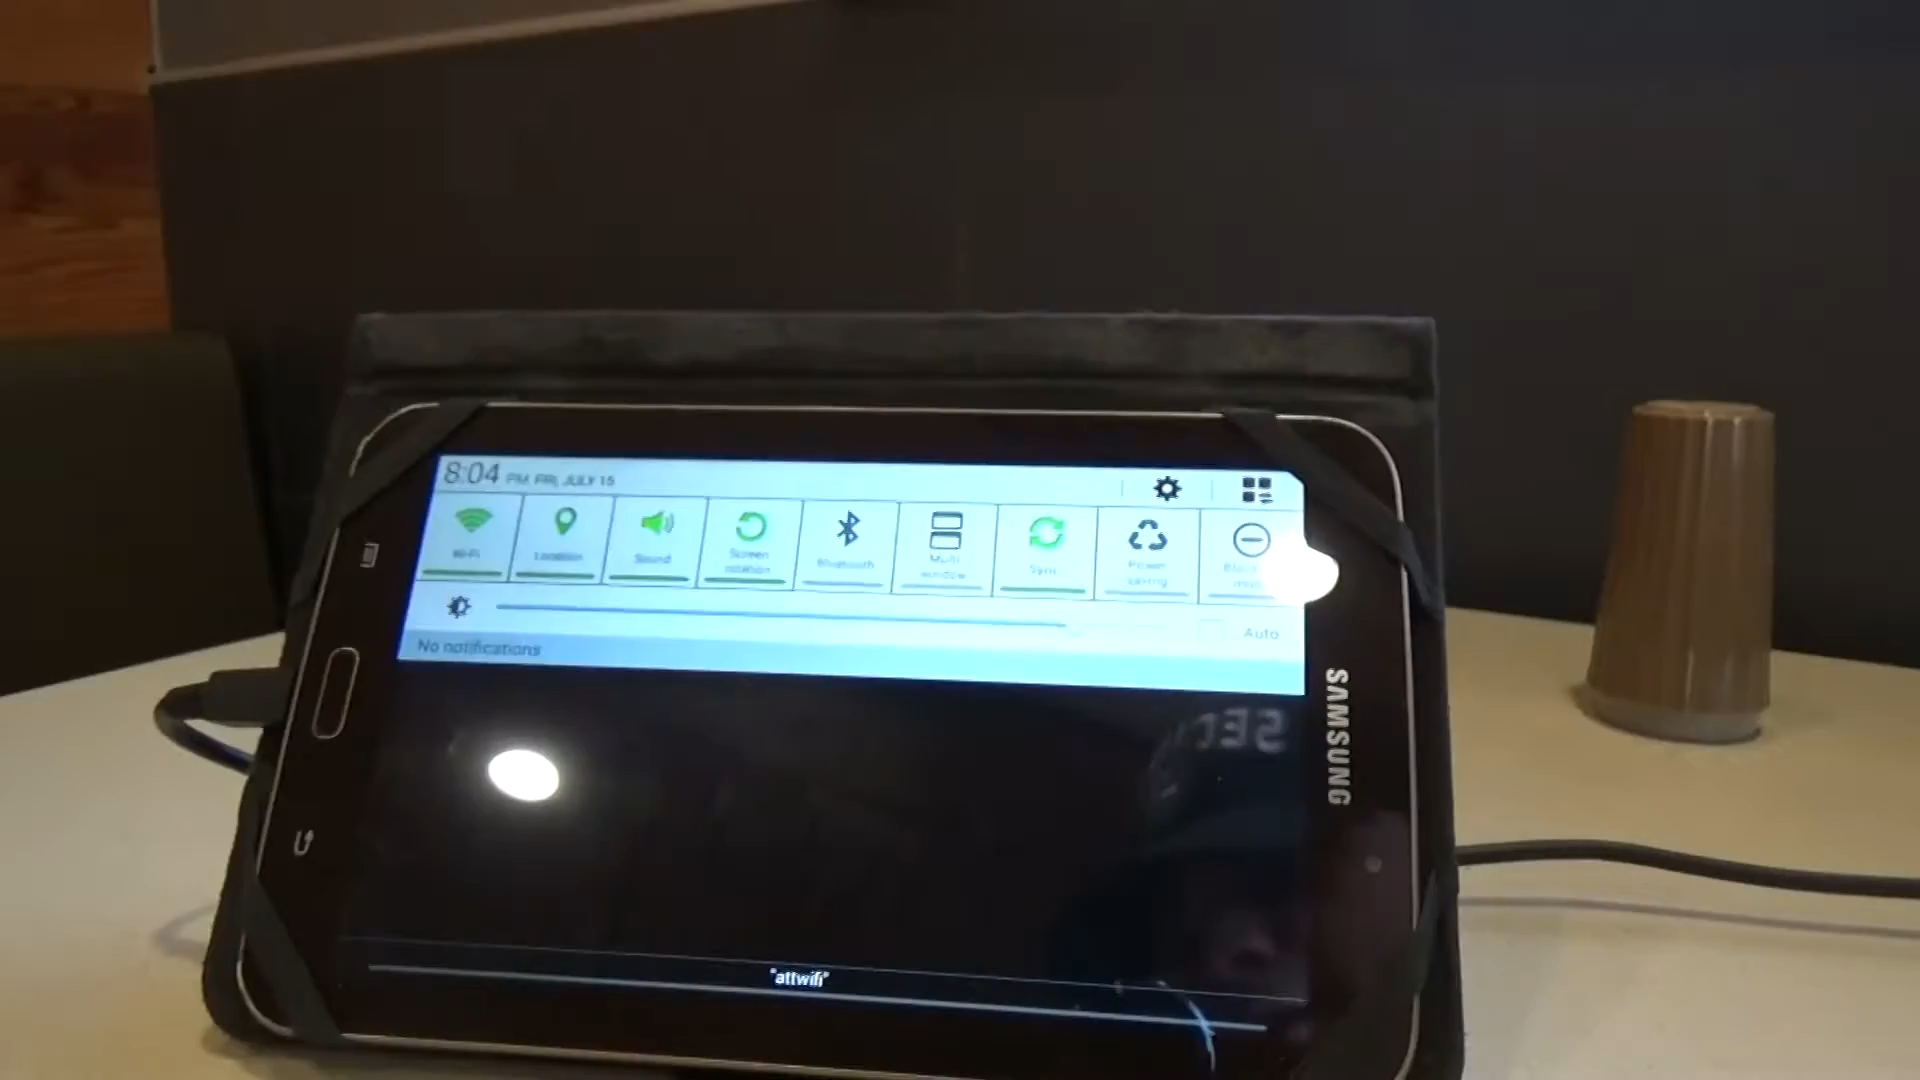 8:04 PM FRI, JULY 15
Wi-Fi
Location
Sound
Screen rotation
Bluetooth
Multi window
Sync
Power saving
Auto
No notifications
SAMSUNG
"attwifi"